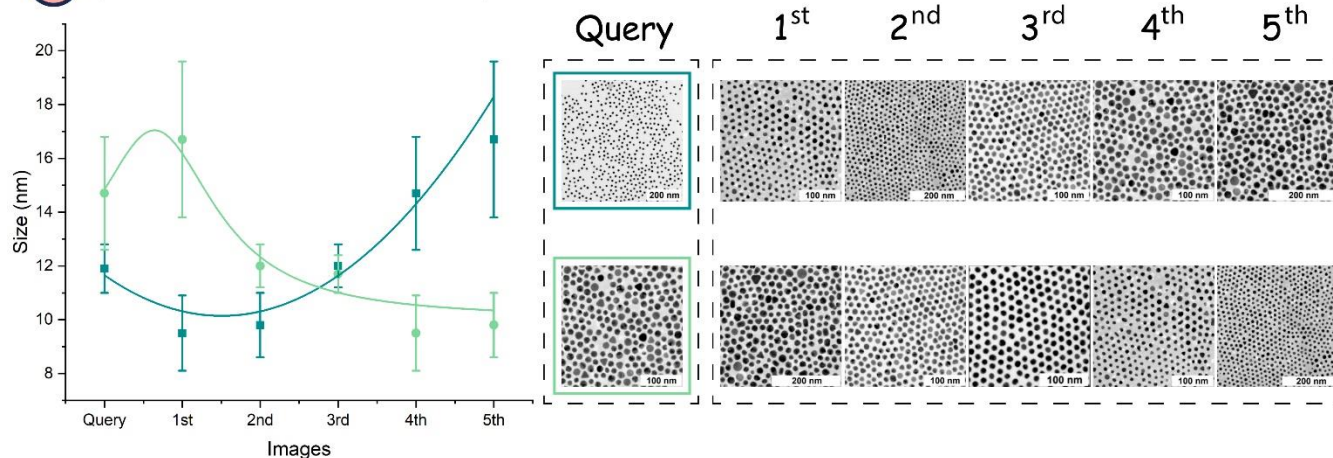 Query 1st 2nd 3rd 4th 5th
20
18
16
14
12
10
8
Size (nm)
Query 1st 2nd 3rd 4th 5th
Images
200 nm 100 nm 200 nm 100 nm 100 nm 200 nm
100 nm 200 nm 100 nm 100 nm 100 nm 200 nm